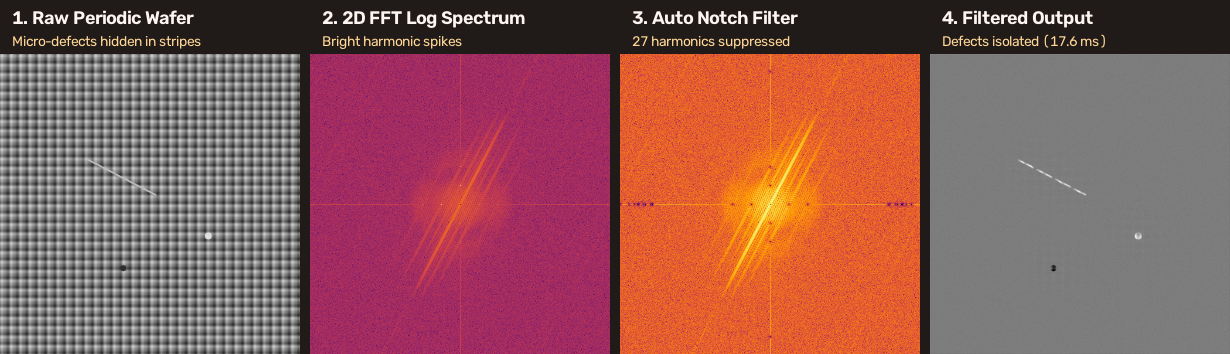 1. Raw Periodic Wafer
Micro-defects hidden in stripes
2. 2D FFT Log Spectrum
Bright harmonic spikes
3. Auto Notch Filter
27 harmonics suppressed
4. Filtered Output
Defects isolated (17.6 ms)